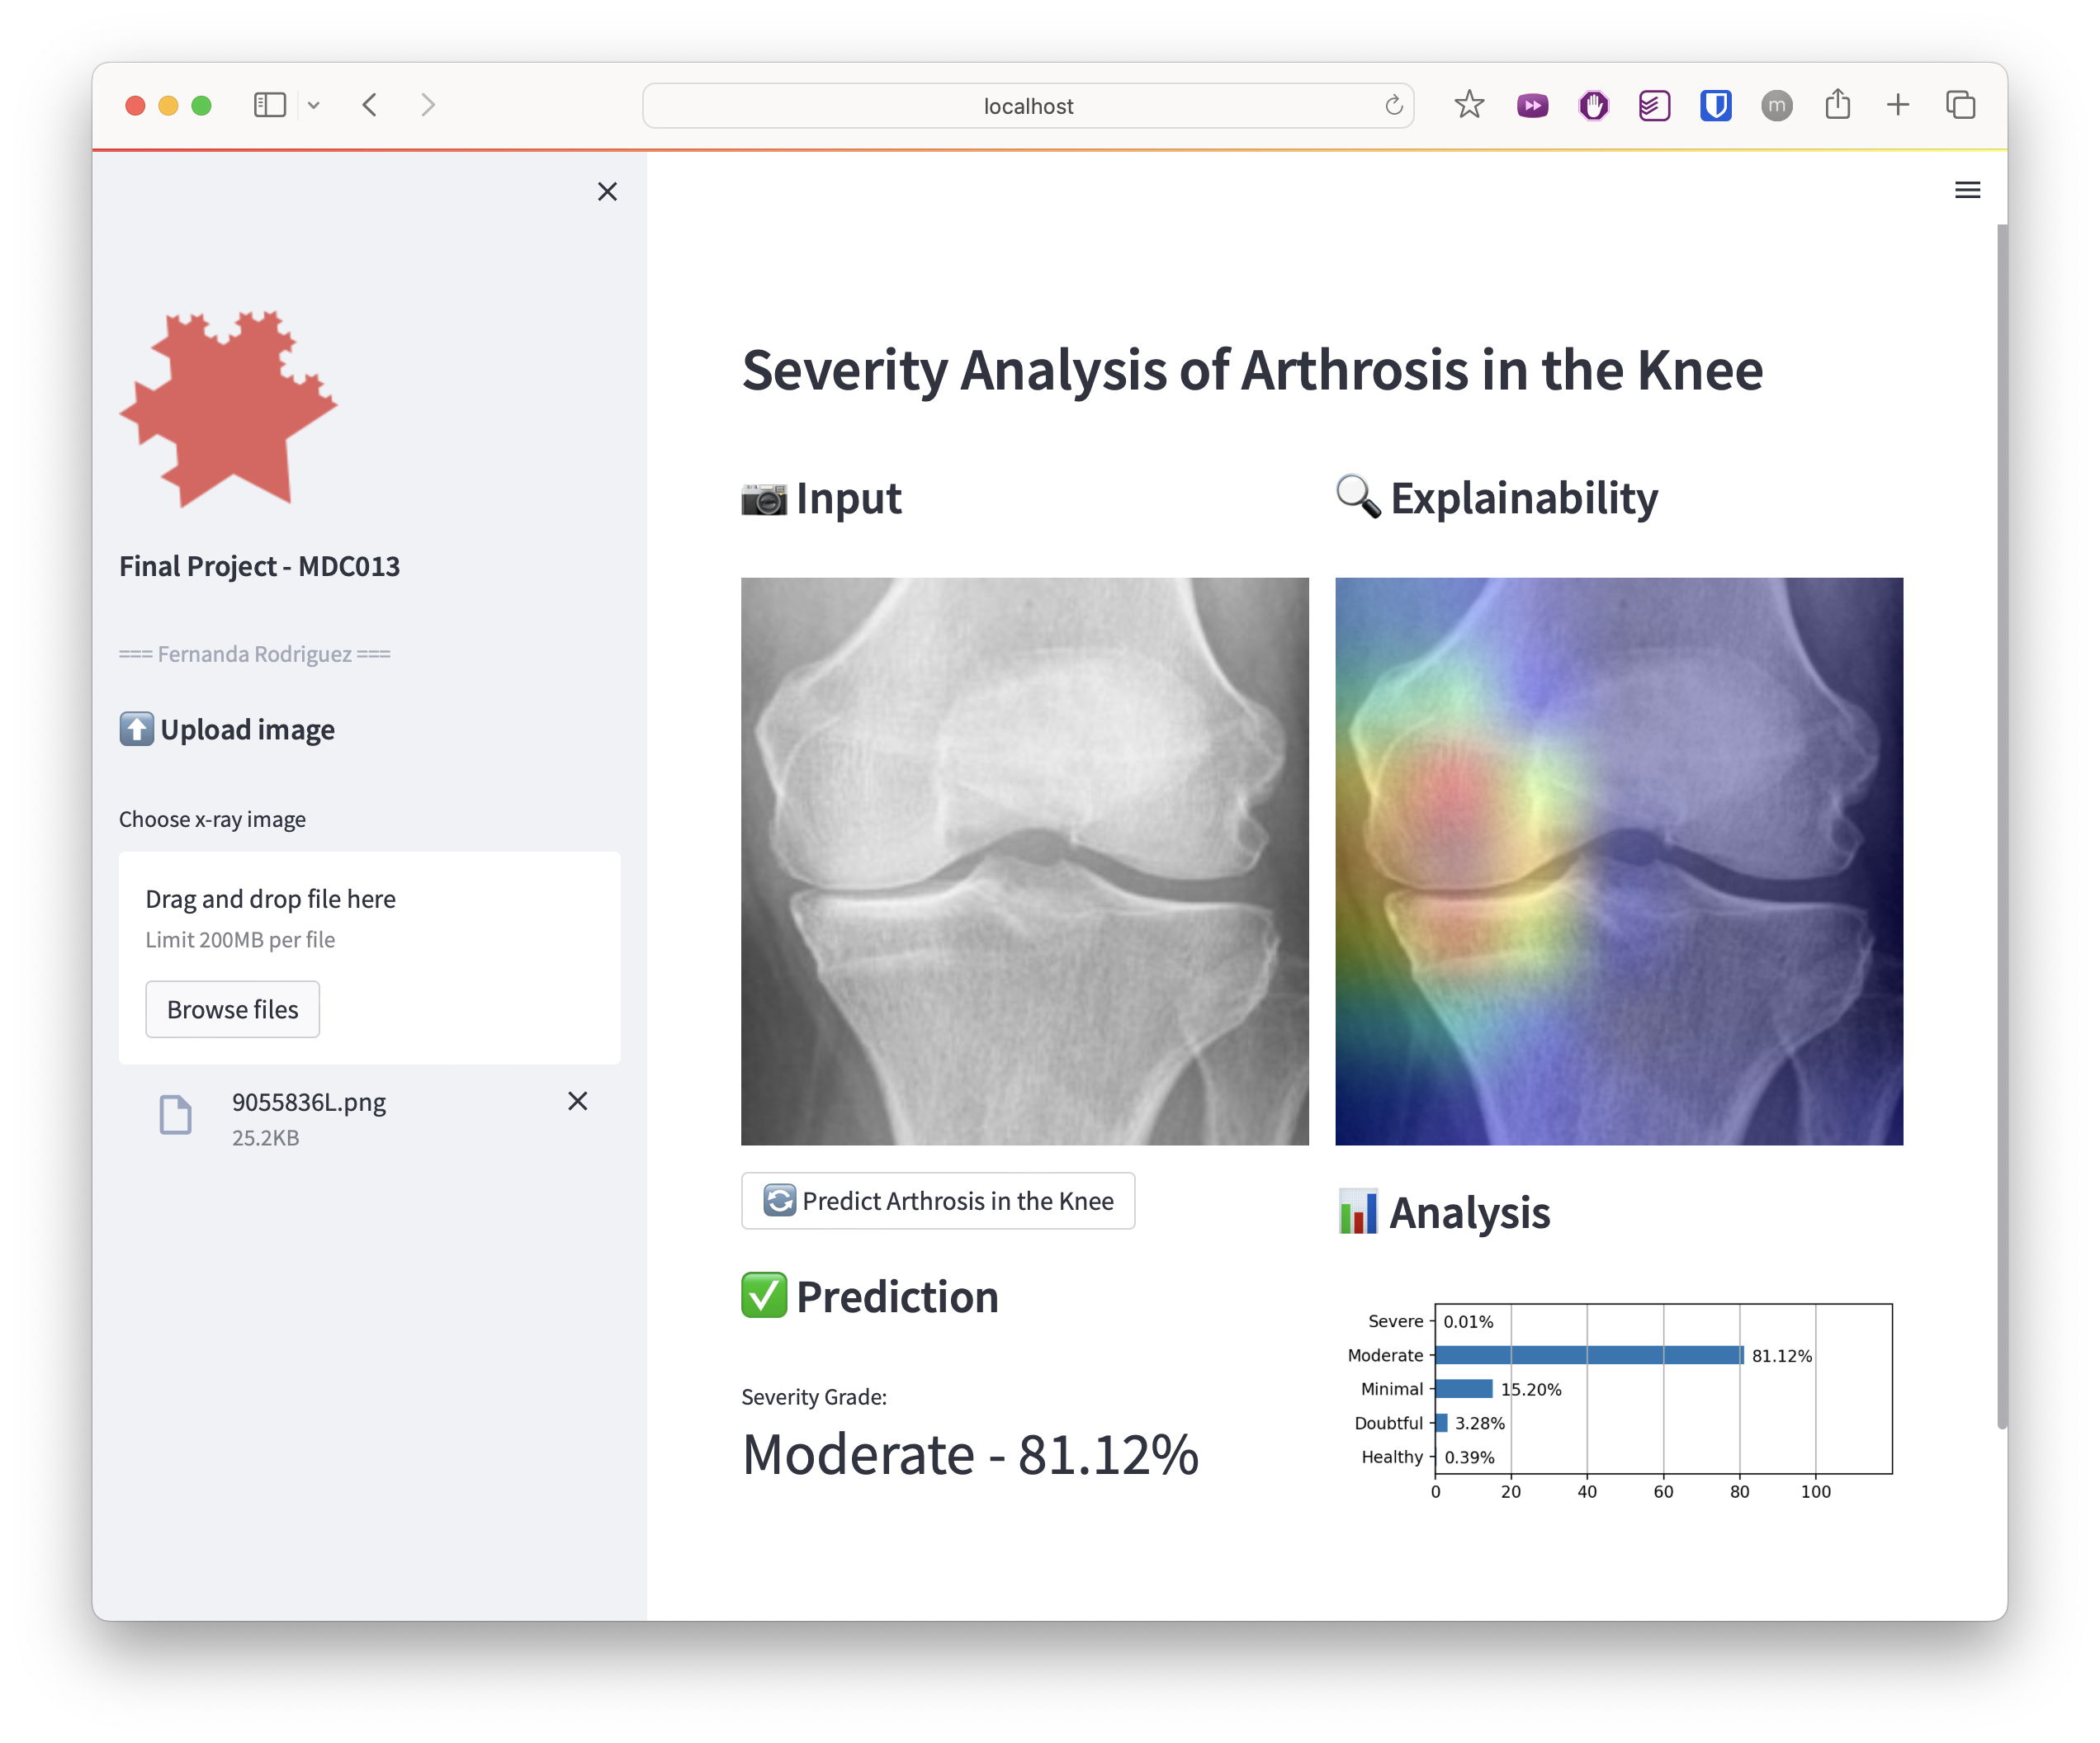 localhost
m
Final Project - MDC013
=== Fernanda Rodriguez ===
Upload image
Choose x-ray image
Drag and drop file here
Limit 200MB per file
Browse files
9055836L.png
25.2KB
Severity Analysis of Arthrosis in the Knee
Input
Explainability
Predict Arthrosis in the Knee
Prediction
Severity Grade:
Moderate - 81.12%
Analysis
Severe 0.01%
Moderate 81.12%
Minimal 15.20%
Doubtful 3.28%
Healthy 0.39%
0 20 40 60 80 100